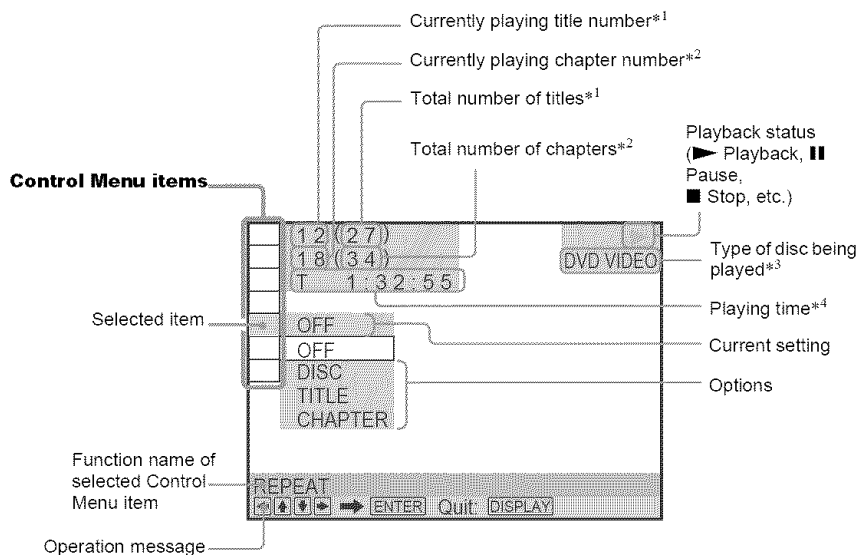 Currently playing title number*1
Currently playing chapter number*2
Total number of titles*1
Total number of chapters*2
Playback status
(► Playback, ▮▮
Pause,
■ Stop, etc.)
Control Menu items
12(27)
18(34)
T 1:32:55
DVD VIDEO
Type of disc being
played*3
Playing time*4
Selected item
OFF
Current setting
OFF
DISC
TITLE
CHAPTER
Options
Function name of
selected Control
Menu item
REPEAT
ENTER Quit: DISPLAY
Operation message